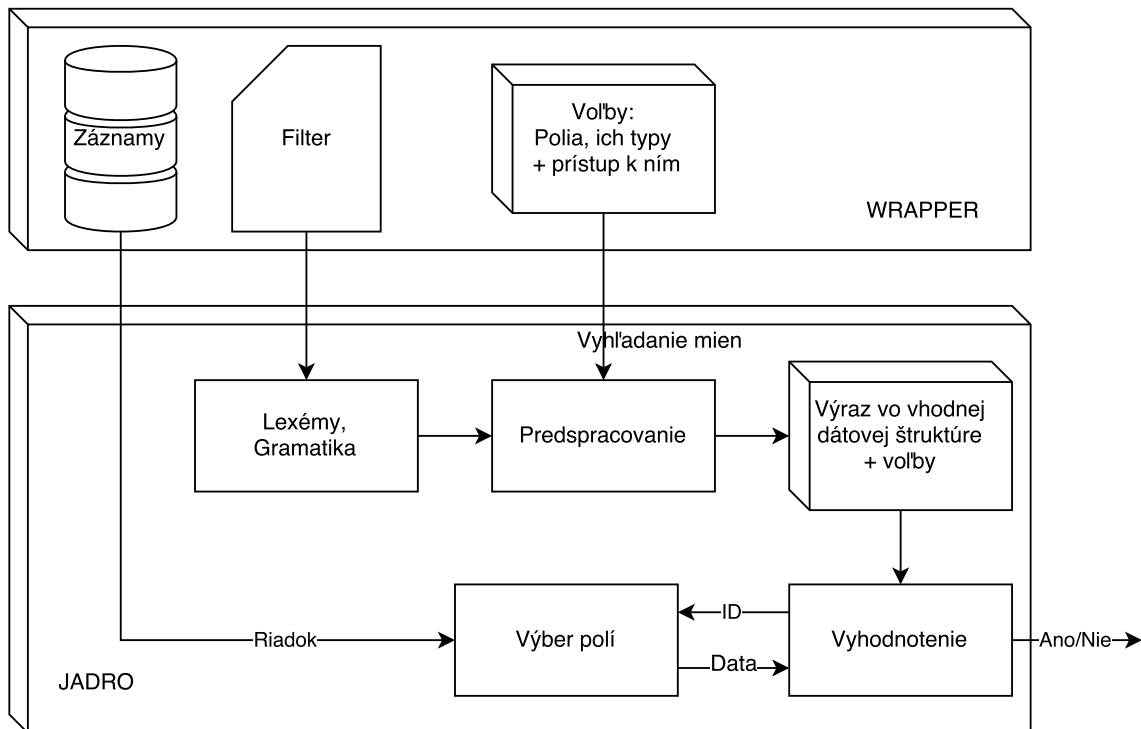 Záznamy
Filter
Voľby:
Polia, ich typy
+ prístup k ním
WRAPPER
Vyhľadanie mien
Lexémy,
Gramatika
Predspracovanie
Výraz vo vhodnej
dátovej štruktúre
+ voľby
Riadok
Výber polí
ID
Data
Vyhodnotenie
Ano/Nie
JADRO